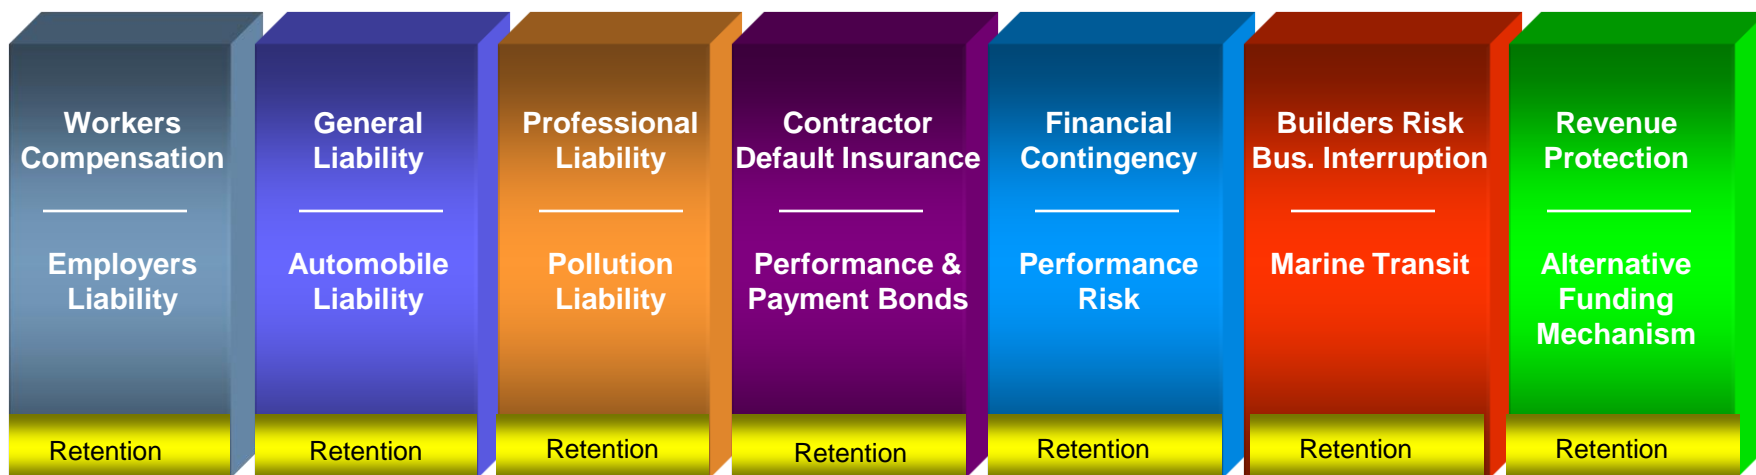 Workers
Compensation
Employers
Liability
Retention
General
Liability
Automobile
Liability
Retention
Professional
Liability
Pollution
Liability
Retention
Contractor
Default Insurance
Performance &
Payment Bonds
Retention
Financial
Contingency
Performance
Risk
Retention
Builders Risk
Bus. Interruption
Marine Transit
Retention
Revenue
Protection
Alternative
Funding
Mechanism
Retention